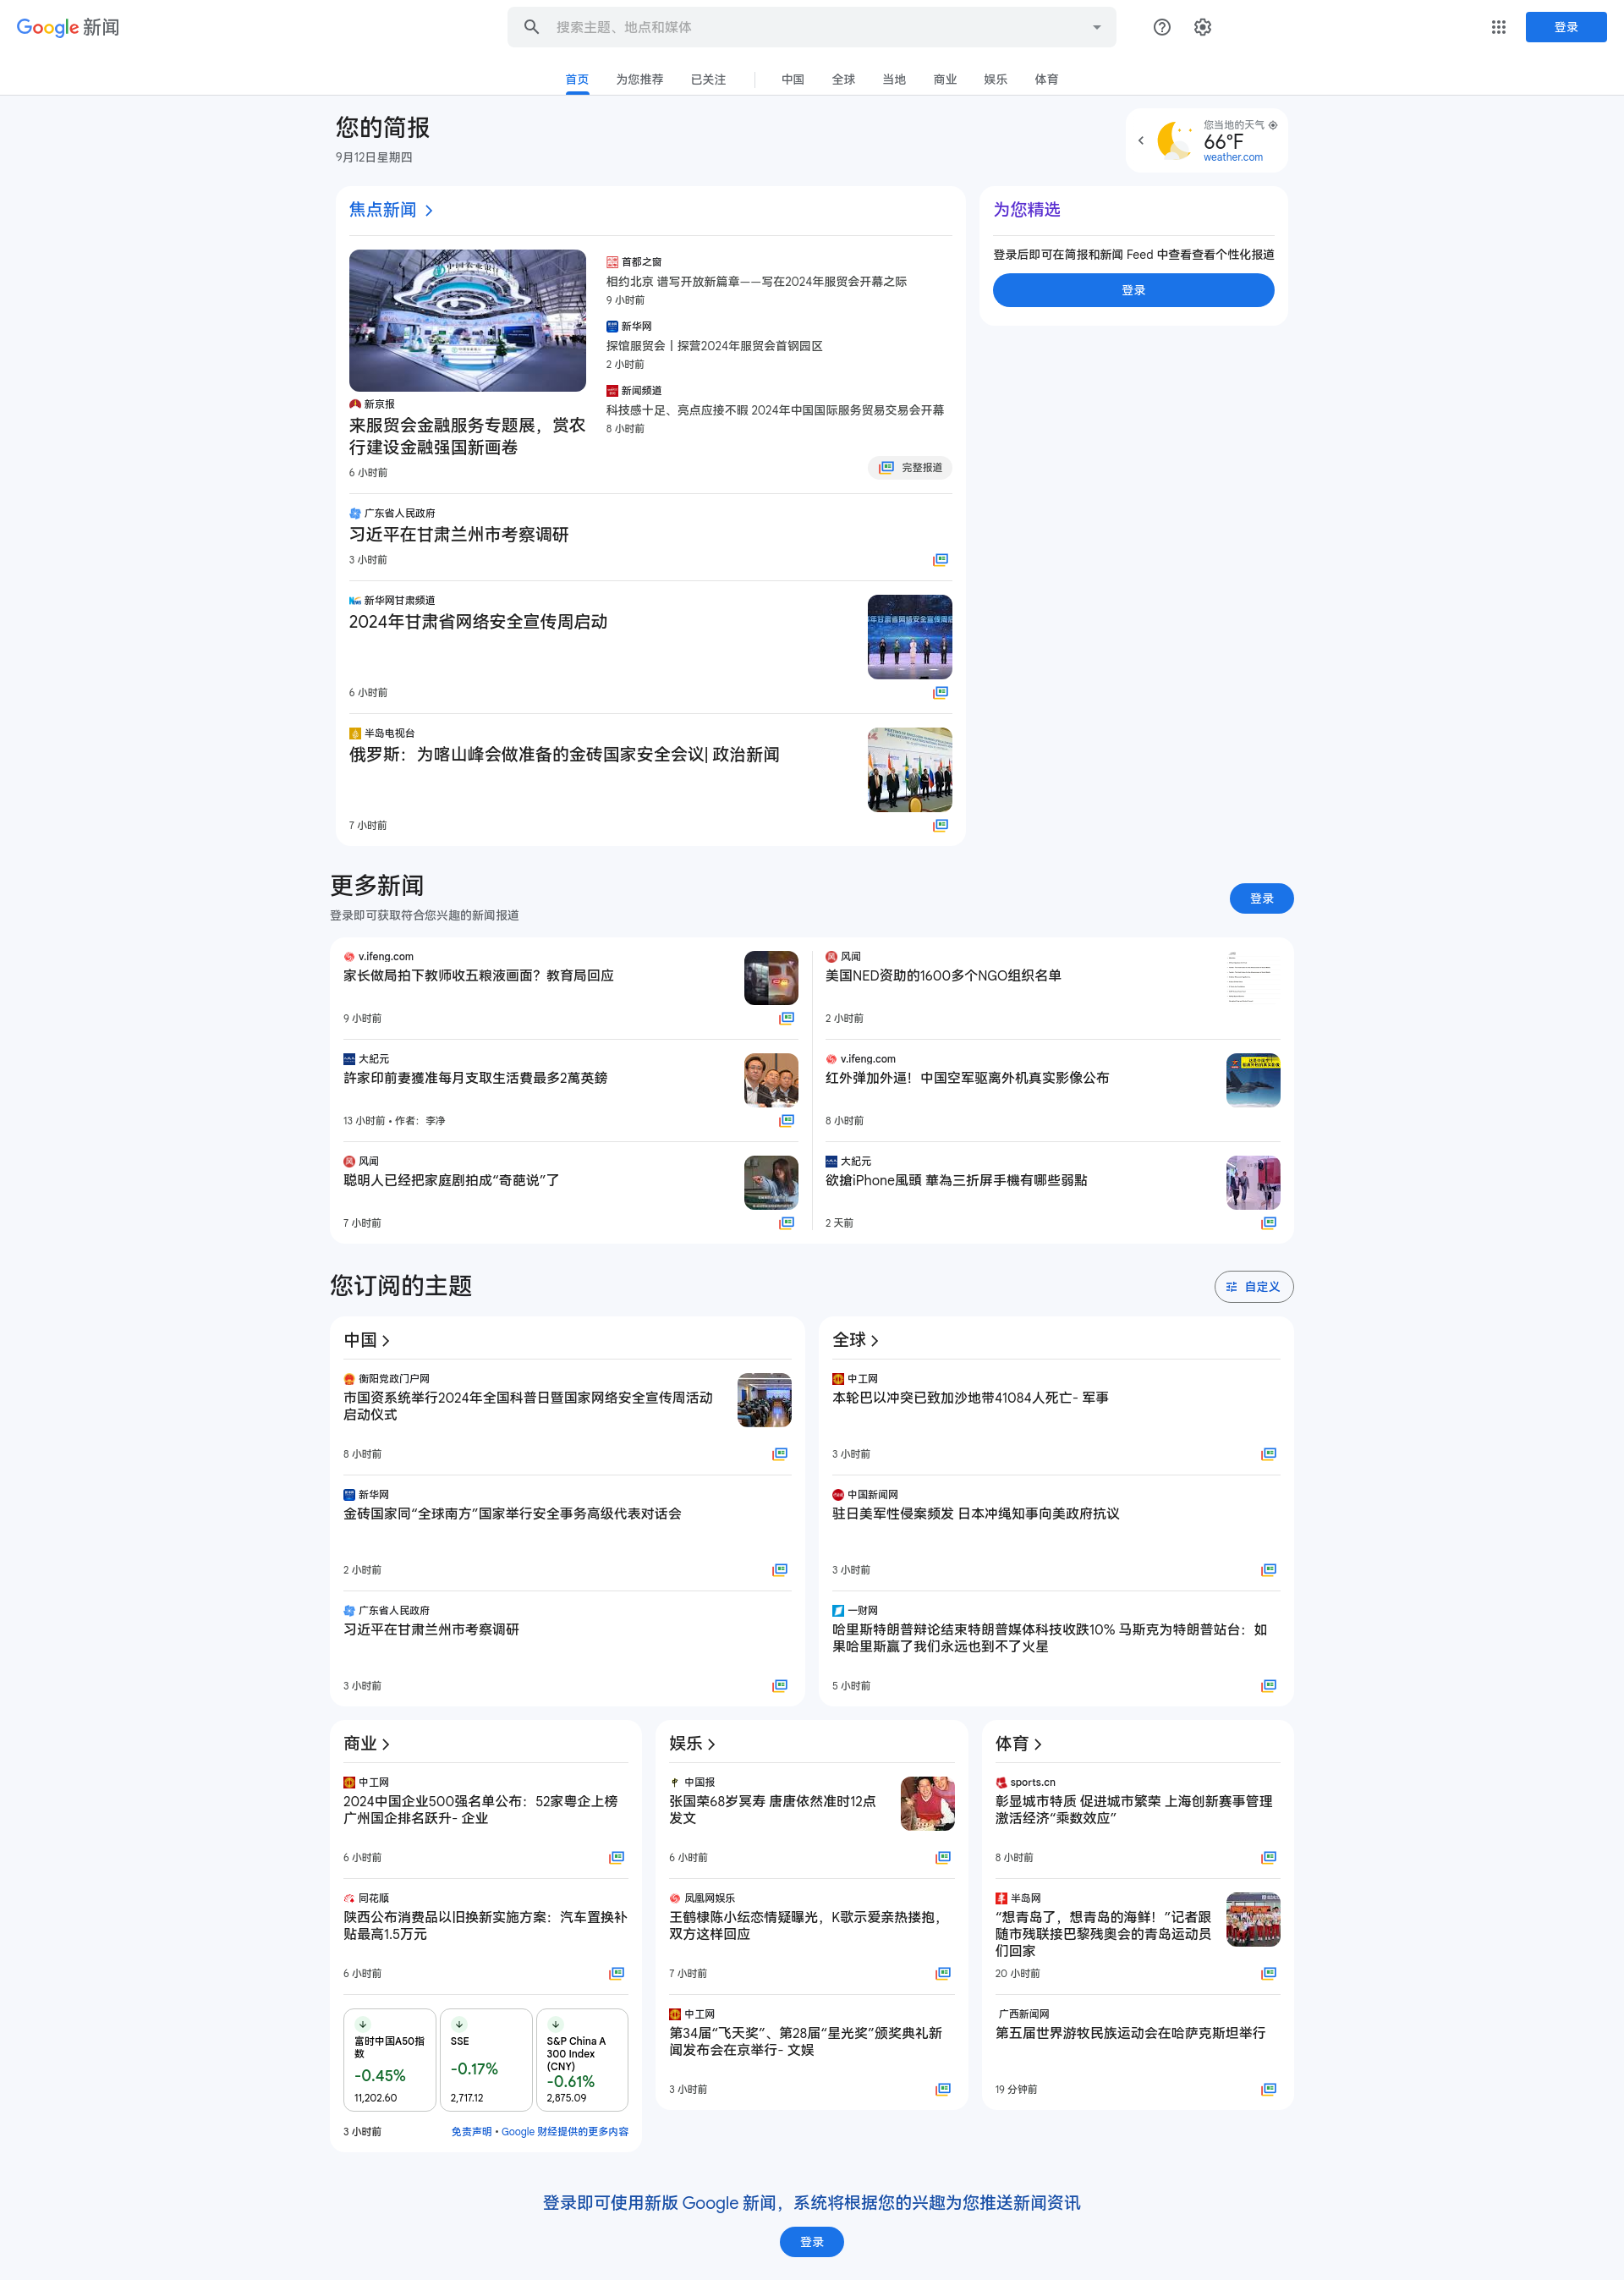 Google 新闻
搜索主题、地点和媒体
登录
首页
为您推荐
已关注
中国
全球
当地
商业
娱乐
体育
您的简报
9月12日星期四
您当地的天气
66°F
weather.com
焦点新闻
中国农业银行
新京报
来服贸会金融服务专题展，赏农
行建设金融强国新画卷
6 小时前
首都之窗
相约北京 谱写开放新篇章——写在2024年服贸会开幕之际
9 小时前
新华网
探馆服贸会丨探营2024年服贸会首钢园区
2 小时前
新闻频道
科技感十足、亮点应接不暇 2024年中国国际服务贸易交易会开幕
8 小时前
完整报道
广东省人民政府
习近平在甘肃兰州市考察调研
3 小时前
新华网甘肃频道
2024年甘肃省网络安全宣传周启动
6 小时前
半岛电视台
俄罗斯：为喀山峰会做准备的金砖国家安全会议| 政治新闻
7 小时前
为您精选
登录后即可在简报和新闻 Feed 中查看查看个性化报道
登录
更多新闻
登录即可获取符合您兴趣的新闻报道
登录
v.ifeng.com
家长做局拍下教师收五粮液画面？教育局回应
9 小时前
大紀元
許家印前妻獲准每月支取生活費最多2萬英鎊
13 小时前 • 作者：李净
风闻
聪明人已经把家庭剧拍成“奇葩说”了
7 小时前
风闻
美国NED资助的1600多个NGO组织名单
2 小时前
v.ifeng.com
红外弹加外逼！中国空军驱离外机真实影像公布
8 小时前
大紀元
欲搶iPhone風頭 華為三折屏手機有哪些弱點
2 天前
您订阅的主题
自定义
中国
衡阳党政门户网
市国资系统举行2024年全国科普日暨国家网络安全宣传周活动
启动仪式
8 小时前
新华网
金砖国家同“全球南方”国家举行安全事务高级代表对话会
2 小时前
广东省人民政府
习近平在甘肃兰州市考察调研
3 小时前
全球
中工网
本轮巴以冲突已致加沙地带41084人死亡- 军事
3 小时前
中国新闻网
驻日美军性侵案频发 日本冲绳知事向美政府抗议
3 小时前
一财网
哈里斯特朗普辩论结束特朗普媒体科技收跌10% 马斯克为特朗普站台：如
果哈里斯赢了我们永远也到不了火星
5 小时前
商业
中工网
2024中国企业500强名单公布：52家粤企上榜
广州国企排名跃升- 企业
6 小时前
同花顺
陕西公布消费品以旧换新实施方案：汽车置换补
贴最高1.5万元
6 小时前
富时中国A50指
数
-0.45%
11,202.60
SSE
-0.17%
2,717.12
S&P China A
300 Index
(CNY)
-0.61%
2,875.09
3 小时前
免责声明 • Google 财经提供的更多内容
娱乐
中国报
张国荣68岁冥寿 唐唐依然准时12点
发文
6 小时前
凤凰网娱乐
王鹤棣陈小纭恋情疑曝光，K歌示爱亲热搂抱，
双方这样回应
7 小时前
中工网
第34届“飞天奖”、第28届“星光奖”颁奖典礼新
闻发布会在京举行- 文娱
3 小时前
体育
sports.cn
彰显城市特质 促进城市繁荣 上海创新赛事管理
激活经济“乘数效应”
8 小时前
半岛网
“想青岛了，想青岛的海鲜！”记者跟
随市残联接巴黎残奥会的青岛运动员
们回家
20 小时前
广西新闻网
第五届世界游牧民族运动会在哈萨克斯坦举行
19 分钟前
登录即可使用新版 Google 新闻，系统将根据您的兴趣为您推送新闻资讯
登录